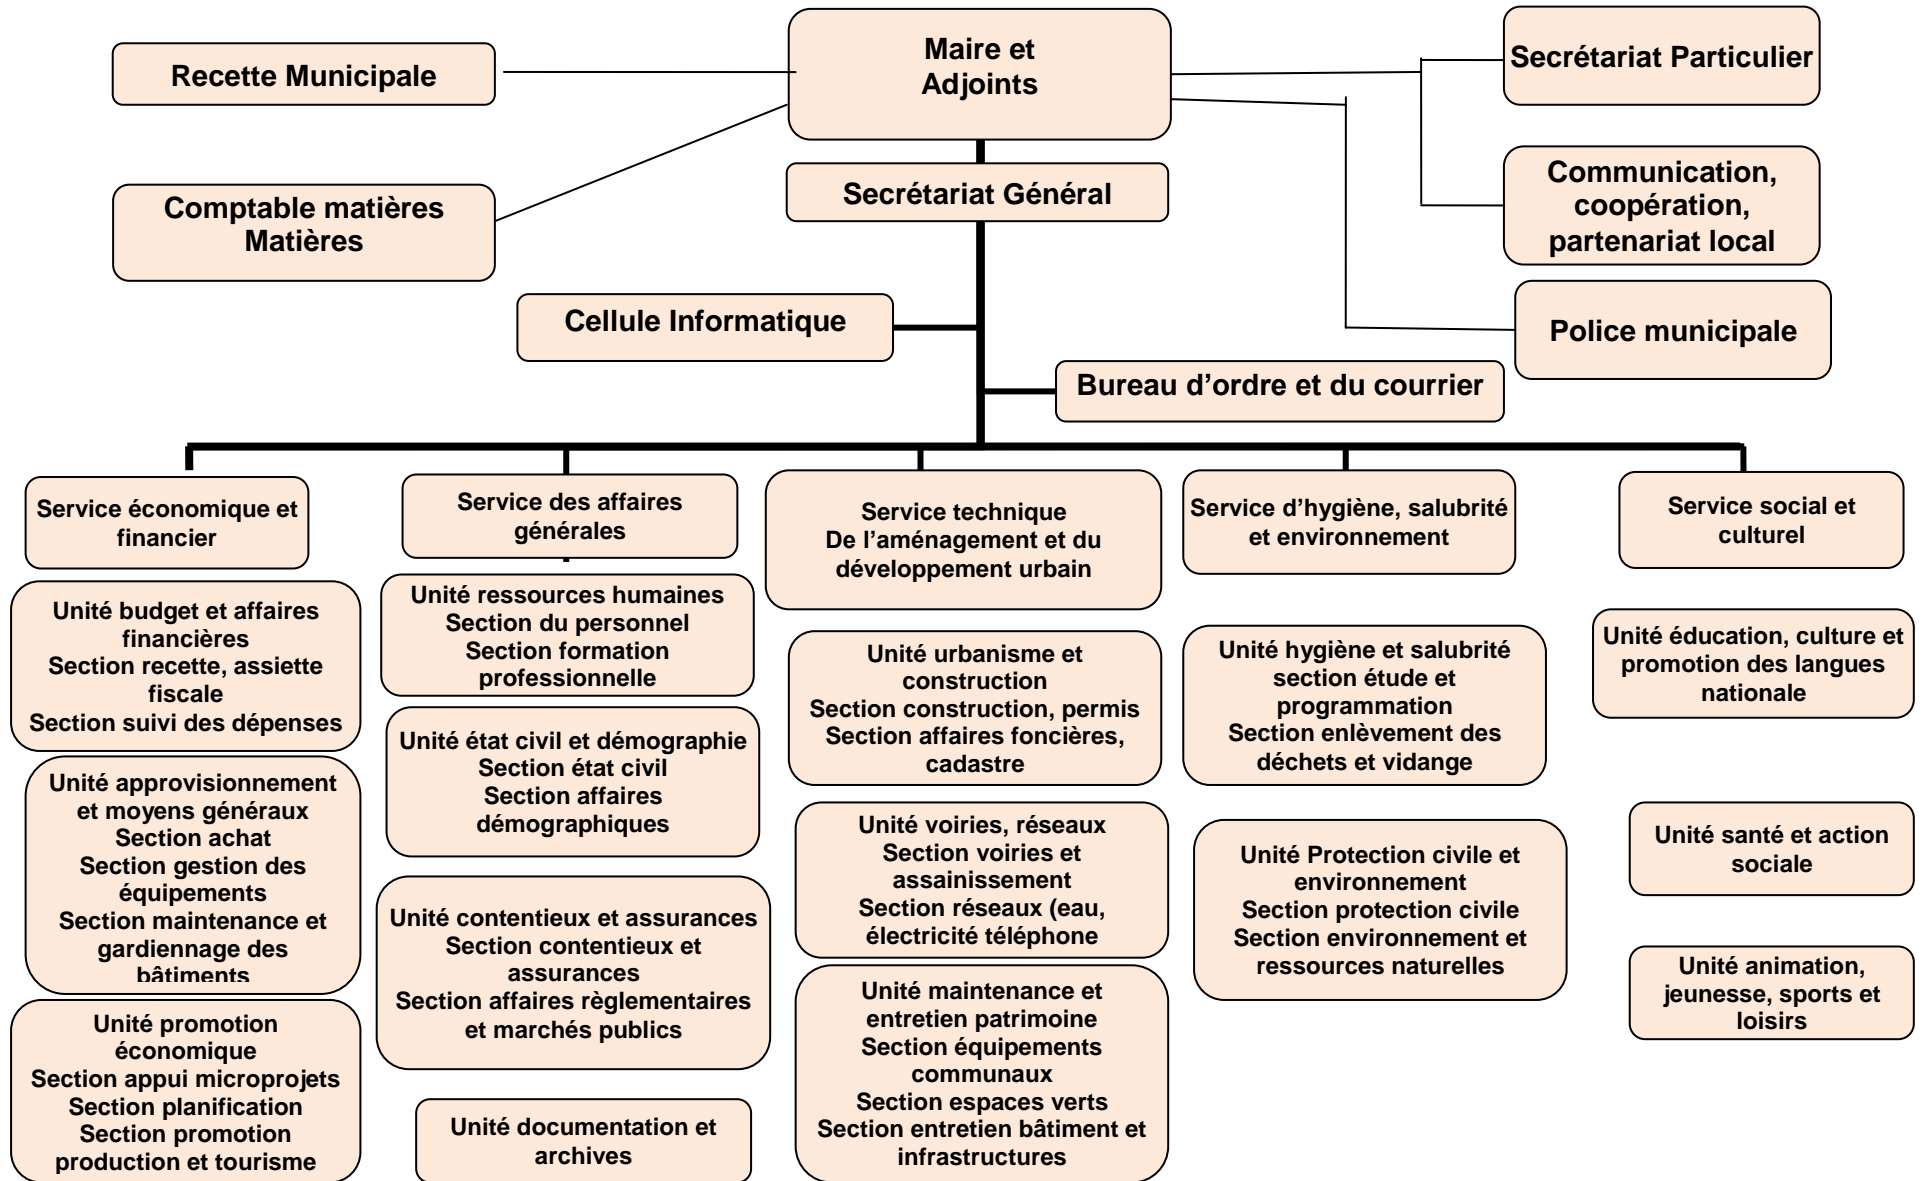 Maire et
Adjoints
Recette Municipale
Secrétariat Particulier
Comptable matières
Matières
Secrétariat Général
Communication,
coopération,
partenariat local
Cellule Informatique
Police municipale
Bureau d’ordre et du courrier
Service économique et
financier
Unité budget et affaires
financières
Section recette, assiette
fiscale
Section suivi des dépenses
Unité approvisionnement
et moyens généraux
Section achat
Section gestion des
équipements
Section maintenance et
gardiennage des
bâtiments
Unité promotion
économique
Section appui microprojets
Section planification
Section promotion
production et tourisme
Service des affaires
générales
Unité ressources humaines
Section du personnel
Section formation
professionnelle
Unité état civil et démographie
Section état civil
Section affaires
démographiques
Unité contentieux et assurances
Section contentieux et
assurances
Section affaires règlementaires
et marchés publics
Unité documentation et
archives
Service technique
De l’aménagement et du
développement urbain
Unité urbanisme et
construction
Section construction, permis
Section affaires foncières,
cadastre
Unité voiries, réseaux
Section voiries et
assainissement
Section réseaux (eau,
électricité téléphone
Unité maintenance et
entretien patrimoine
Section équipements
communaux
Section espaces verts
Section entretien bâtiment et
infrastructures
Service d’hygiène, salubrité
et environnement
Unité hygiène et salubrité
section étude et
programmation
Section enlèvement des
déchets et vidange
Unité Protection civile et
environnement
Section protection civile
Section environnement et
ressources naturelles
Service social et
culturel
Unité éducation, culture et
promotion des langues
nationale
Unité santé et action
sociale
Unité animation,
jeunesse, sports et
loisirs